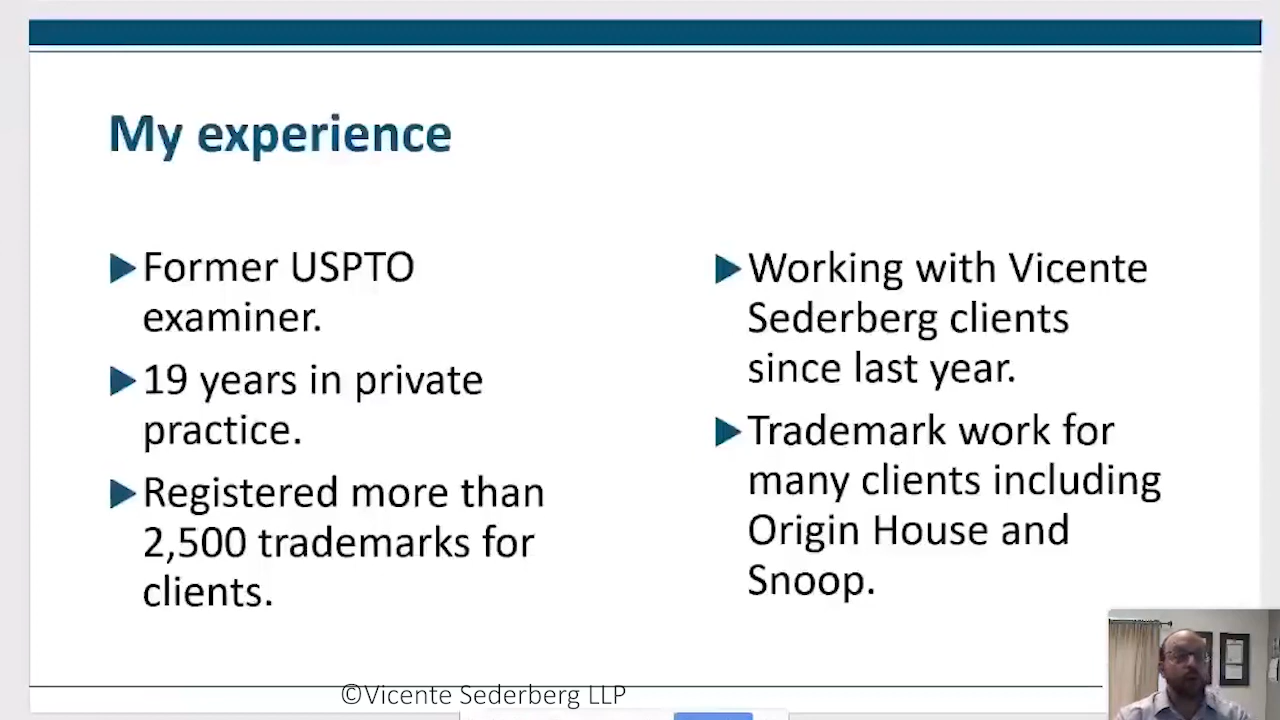 My experience
Former USPTO
examiner.
19 years in private
practice.
Registered more than
2,500 trademarks for
clients.
Working with Vicente
Sederberg clients
since last year.
Trademark work for
many clients including
Origin House and
Snoop.
©Vicente Sederberg LLP